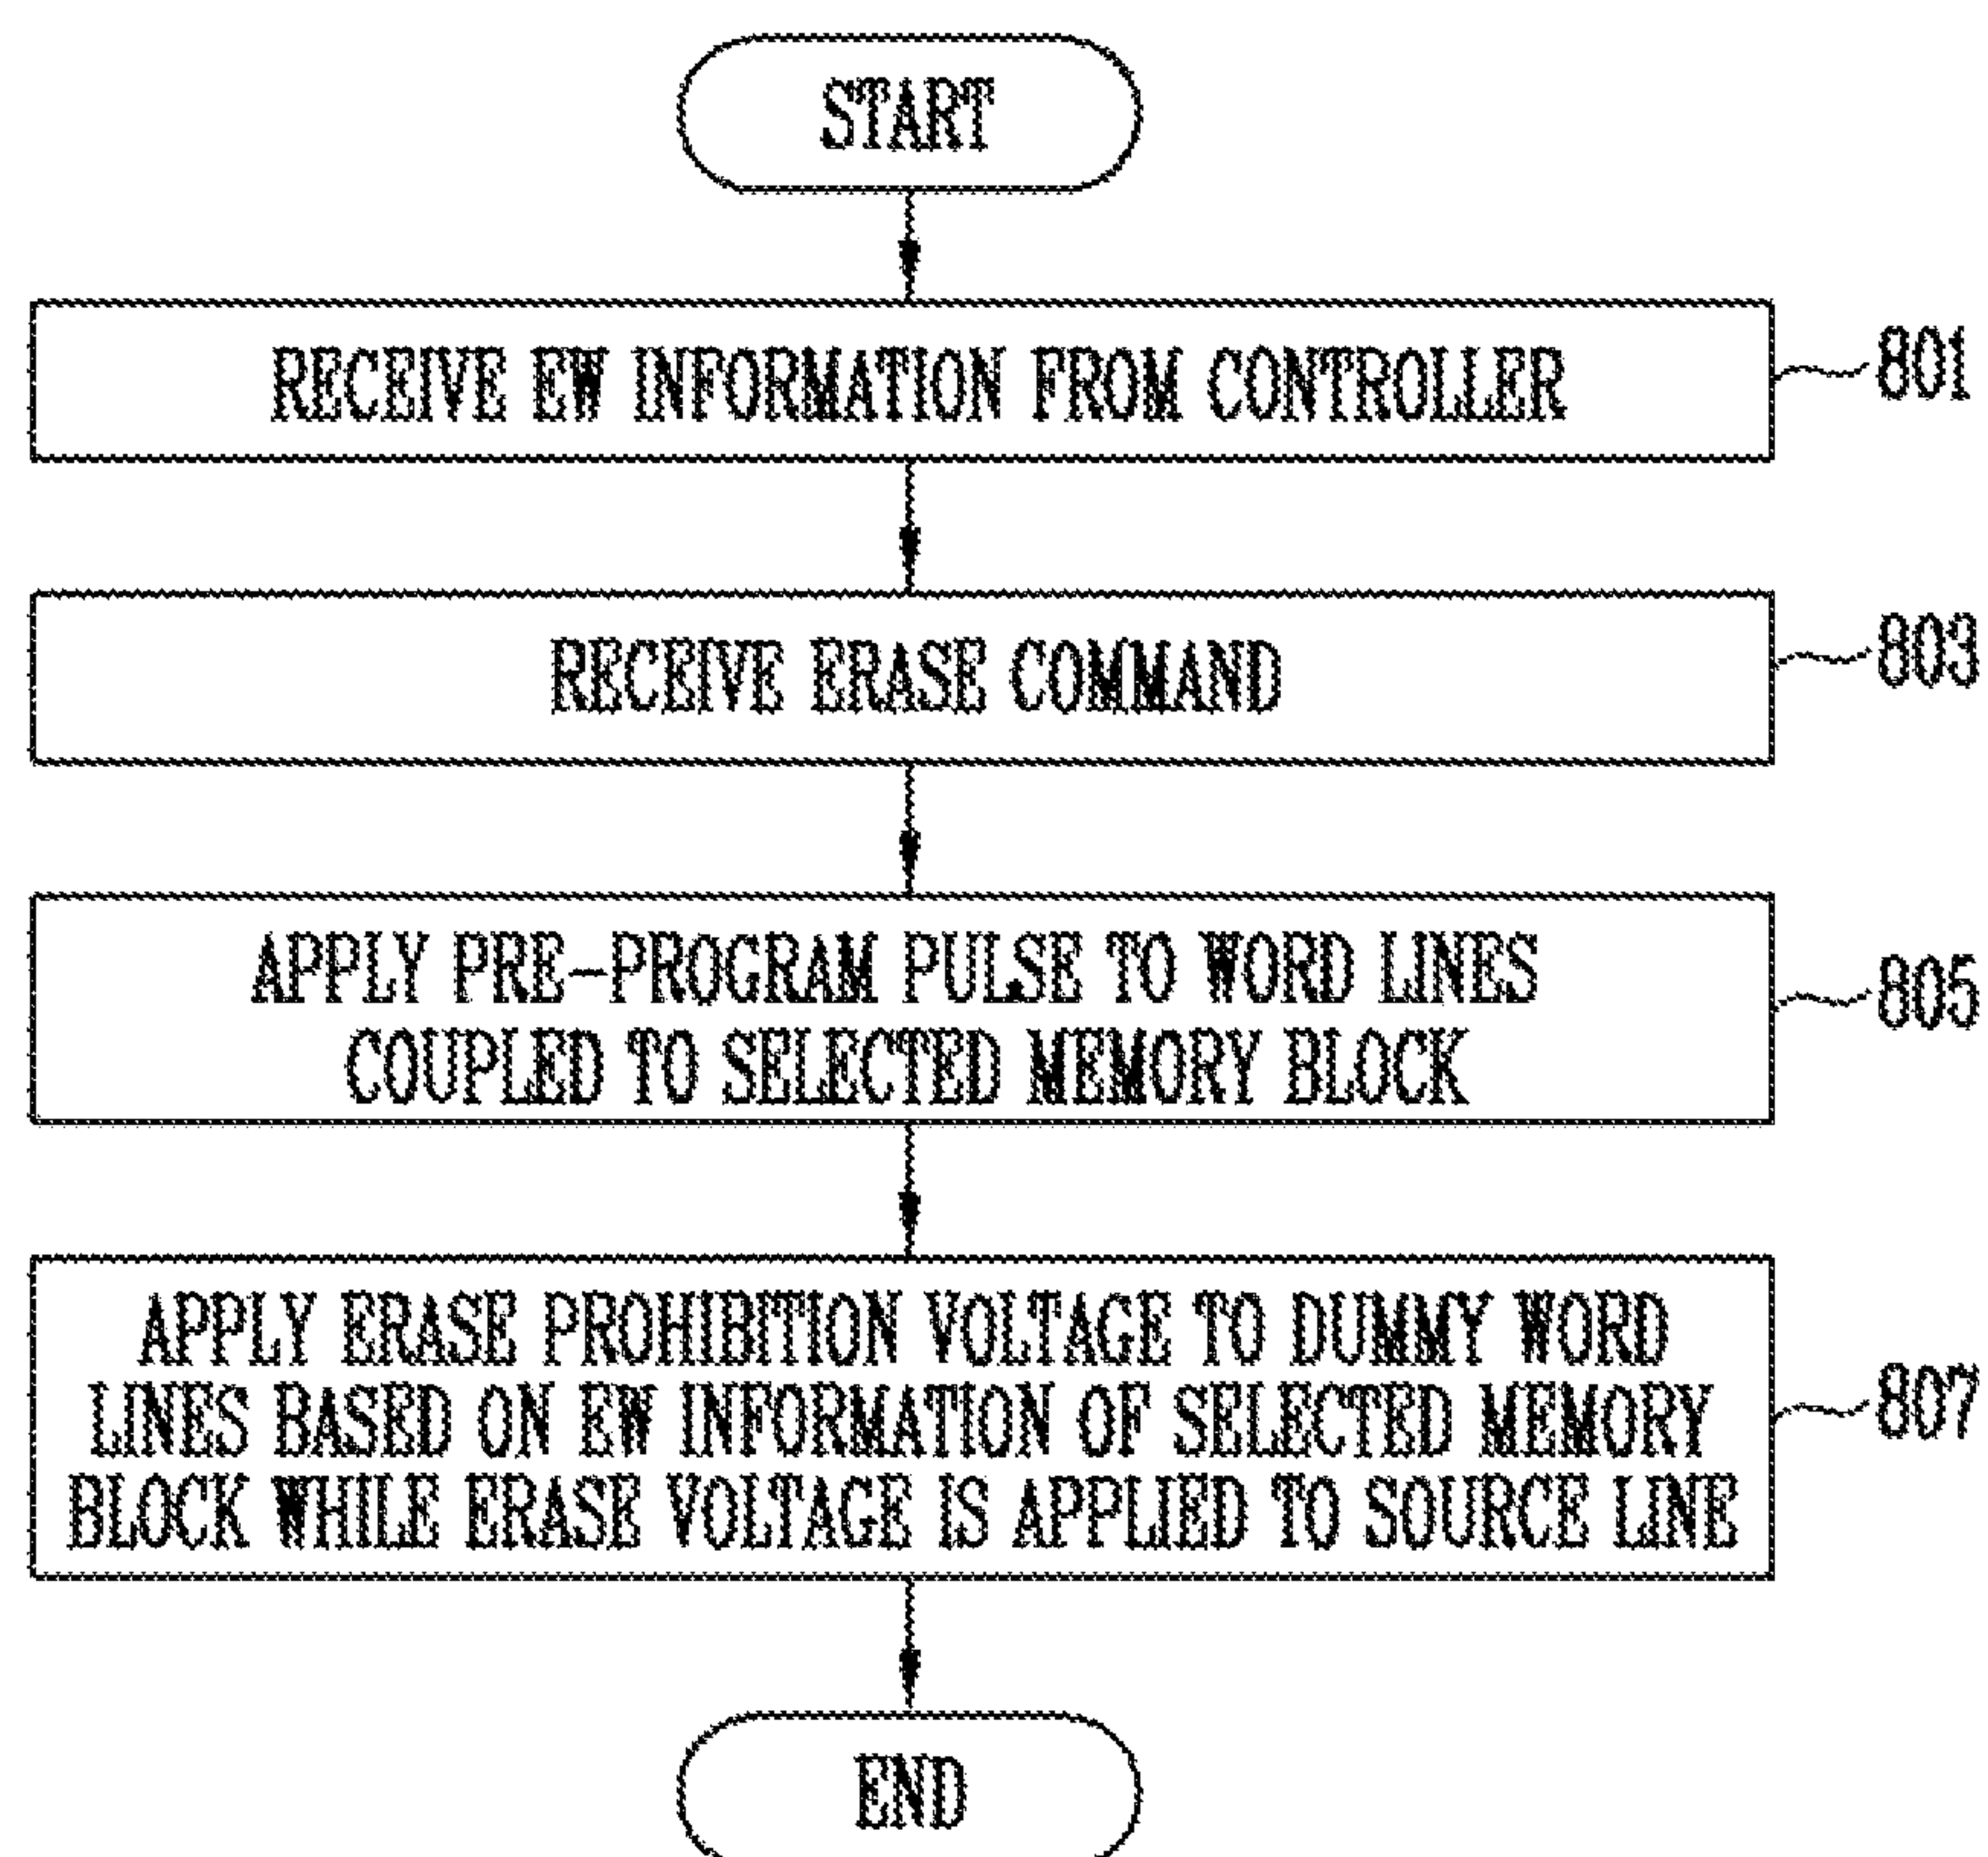 START
RECEIVE EW INFORMATION FROM CONTROLLER
801
RECEIVE ERASE COMMAND
803
APPLY PRE-PROGRAM PULSE TO WORD LINES
COUPLED TO SELECTED MEMORY BLOCK
805
APPLY ERASE PROHIBITION VOLTAGE TO DUMMY WORD
LINES BASED ON EW INFORMATION OF SELECTED MEMORY
BLOCK WHILE ERASE VOLTAGE IS APPLIED TO SOURCE LINE
807
END